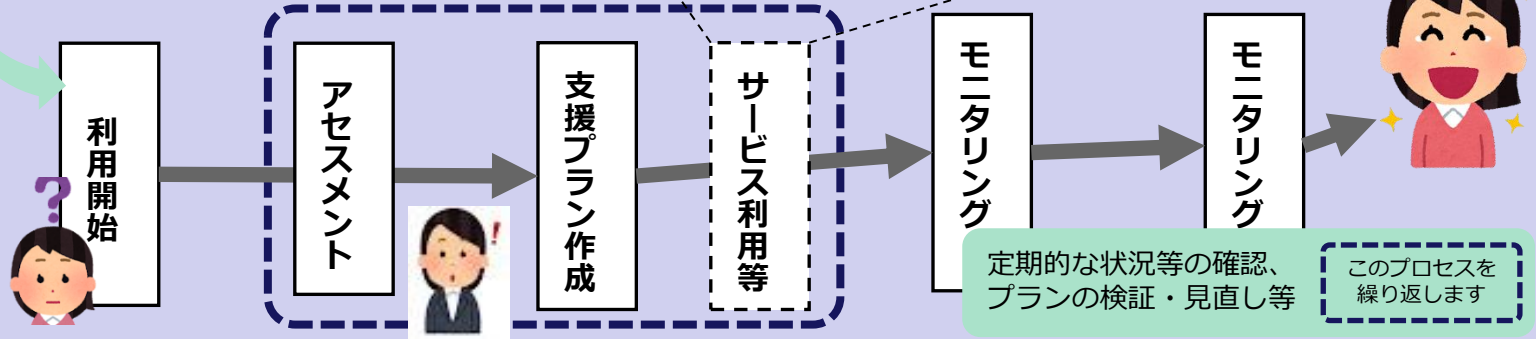 利用開始
?
アセスメント
!
支援プラン作成
サービス利用等
モニタリング
モニタリング
定期的な状況等の確認、
プランの検証・見直し等
このプロセスを
繰り返します